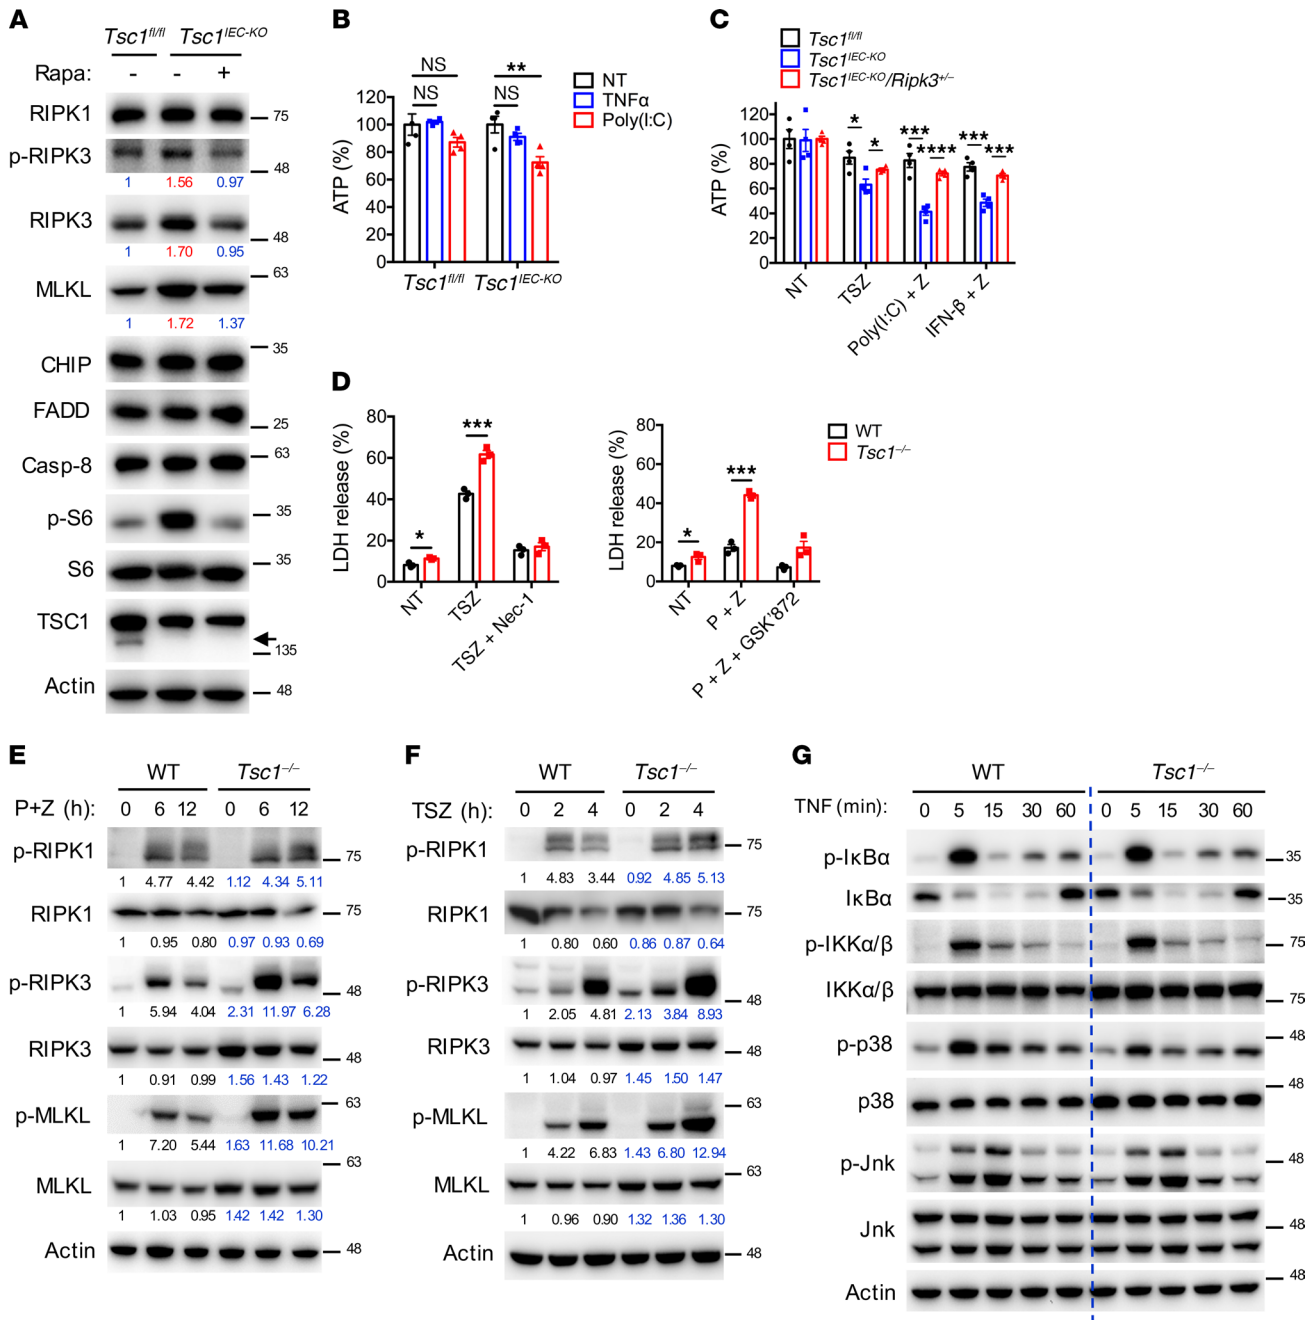 A
Tsc1fl/fl Tsc1IEC-KO
Rapa: - - +
RIPK1 75
p-RIPK3 48
1 1.56 0.97
RIPK3 48
1 1.70 0.95
MLKL 63
1 1.72 1.37
CHIP 35
FADD 25
Casp-8 63
p-S6 35
S6 35
TSC1 135
Actin 48
B
NS **
NS NS
NT
TNFα
Poly(I:C)
ATP (%)
120
100
80
60
40
20
0
Tsc1fl/fl Tsc1IEC-KO
C
Tsc1fl/fl
Tsc1IEC-KO
Tsc1IEC-KO/Ripk3+/–
ATP (%)
120
100
80
60
40
20
0
* * *** **** *** ***
NT TSZ Poly(I:C) + Z IFN-β + Z
D
LDH release (%)
80
60
40
20
0
* ***
NT TSZ TSZ + Nec-1
LDH release (%)
80
60
40
20
0
* ***
NT P + Z P + Z + GSK'872
WT
Tsc1–/–
E
WT Tsc1–/–
P+Z (h): 0 6 12 0 6 12
p-RIPK1 75
1 4.77 4.42 1.12 4.34 5.11
RIPK1 75
1 0.95 0.80 0.97 0.93 0.69
p-RIPK3 48
1 5.94 4.04 2.31 11.97 6.28
RIPK3 48
1 0.91 0.99 1.56 1.43 1.22
p-MLKL 63
1 7.20 5.44 1.63 11.68 10.21
MLKL 63
1 1.03 0.95 1.42 1.42 1.30
Actin 48
F
WT Tsc1–/–
TSZ (h): 0 2 4 0 2 4
p-RIPK1 75
1 4.83 3.44 0.92 4.85 5.13
RIPK1 75
1 0.80 0.60 0.86 0.87 0.64
p-RIPK3 48
1 2.05 4.81 2.13 3.84 8.93
RIPK3 48
1 1.04 0.97 1.45 1.50 1.47
p-MLKL 63
1 4.22 6.83 1.43 6.80 12.94
MLKL 63
1 0.96 0.90 1.32 1.36 1.30
Actin 48
G
WT Tsc1–/–
TNF (min): 0 5 15 30 60 0 5 15 30 60
p-IκBα 35
IκBα 35
p-IKKα/β 75
IKKα/β 75
p-p38 48
p38 48
p-Jnk 48
Jnk 48
Actin 48